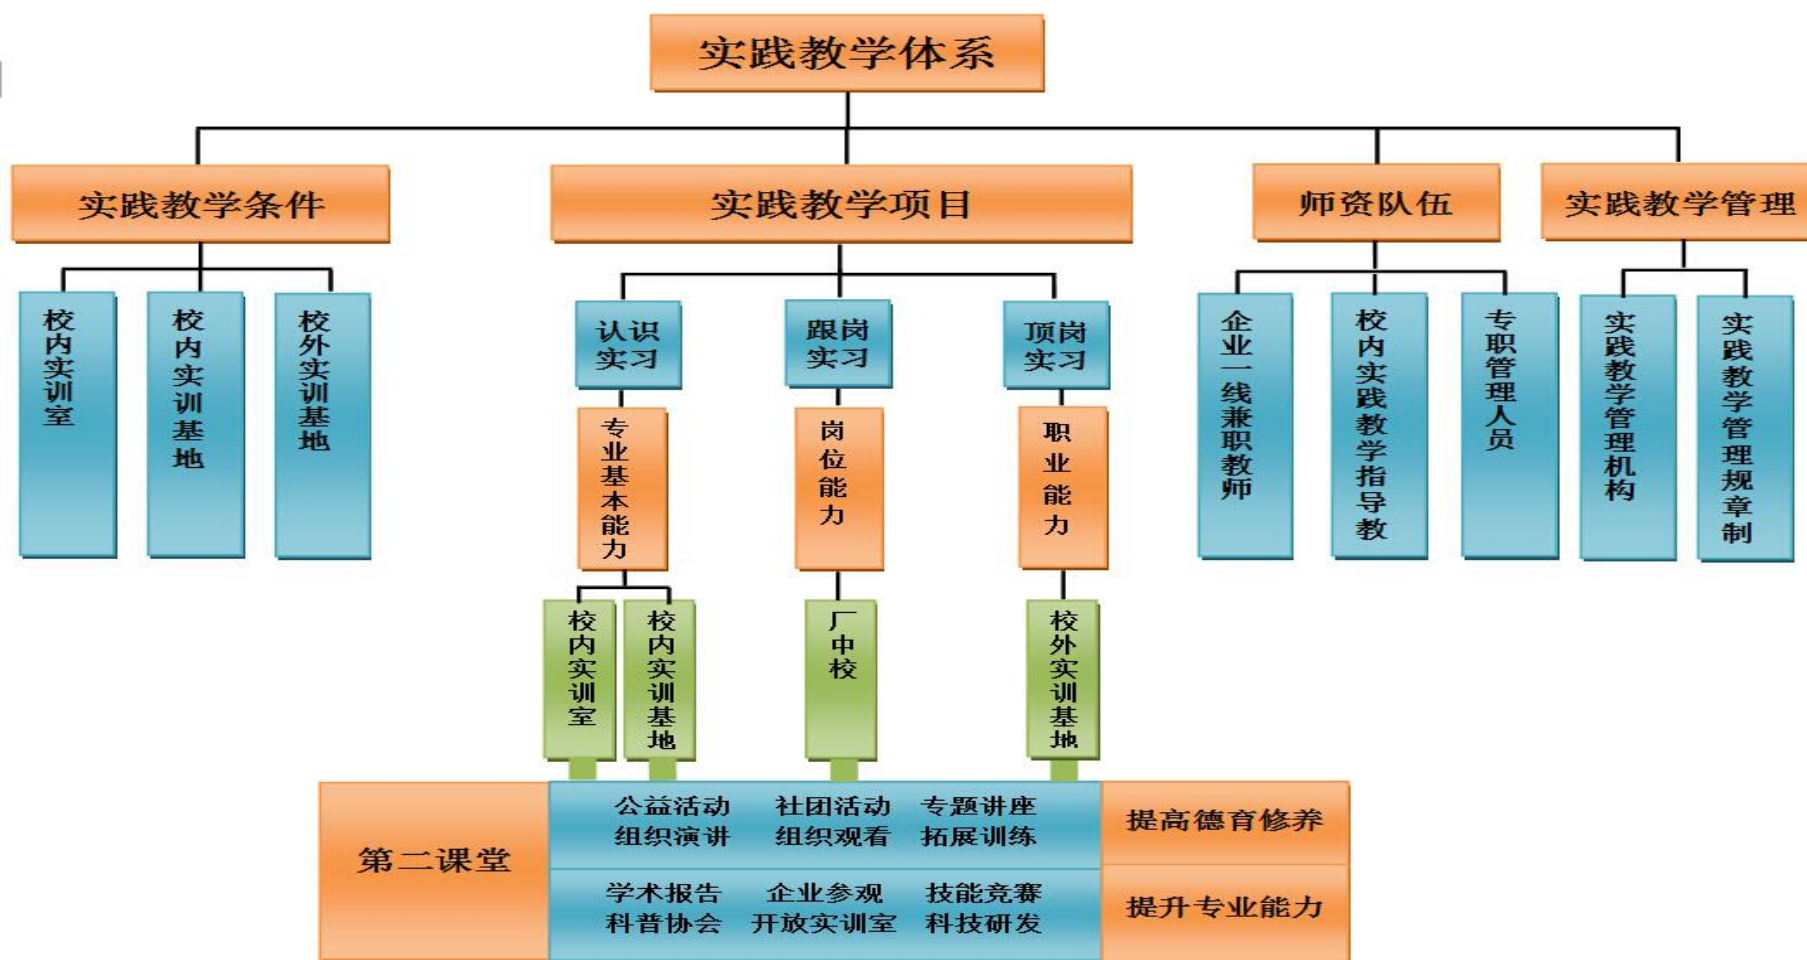 实践教学体系
实践教学条件
实践教学项目
师资队伍
实践教学管理
校内实训室
校内实训基地
校外实训基地
认识
实习
跟岗
实习
顶岗
实习
企业一线兼职教师
校内实践教学指导教
专职管理人员
实践教学管理机构
实践教学管理规章制
专业基本能力
岗位能力
职业能力
校内实训室
校内实训基地
厂中校
校外实训基地
第二课堂
公益活动 社团活动 专题讲座
组织演讲 组织观看 拓展训练
提高德育修养
学术报告 企业参观 技能竞赛
科普协会 开放实训室 科技研发
提升专业能力